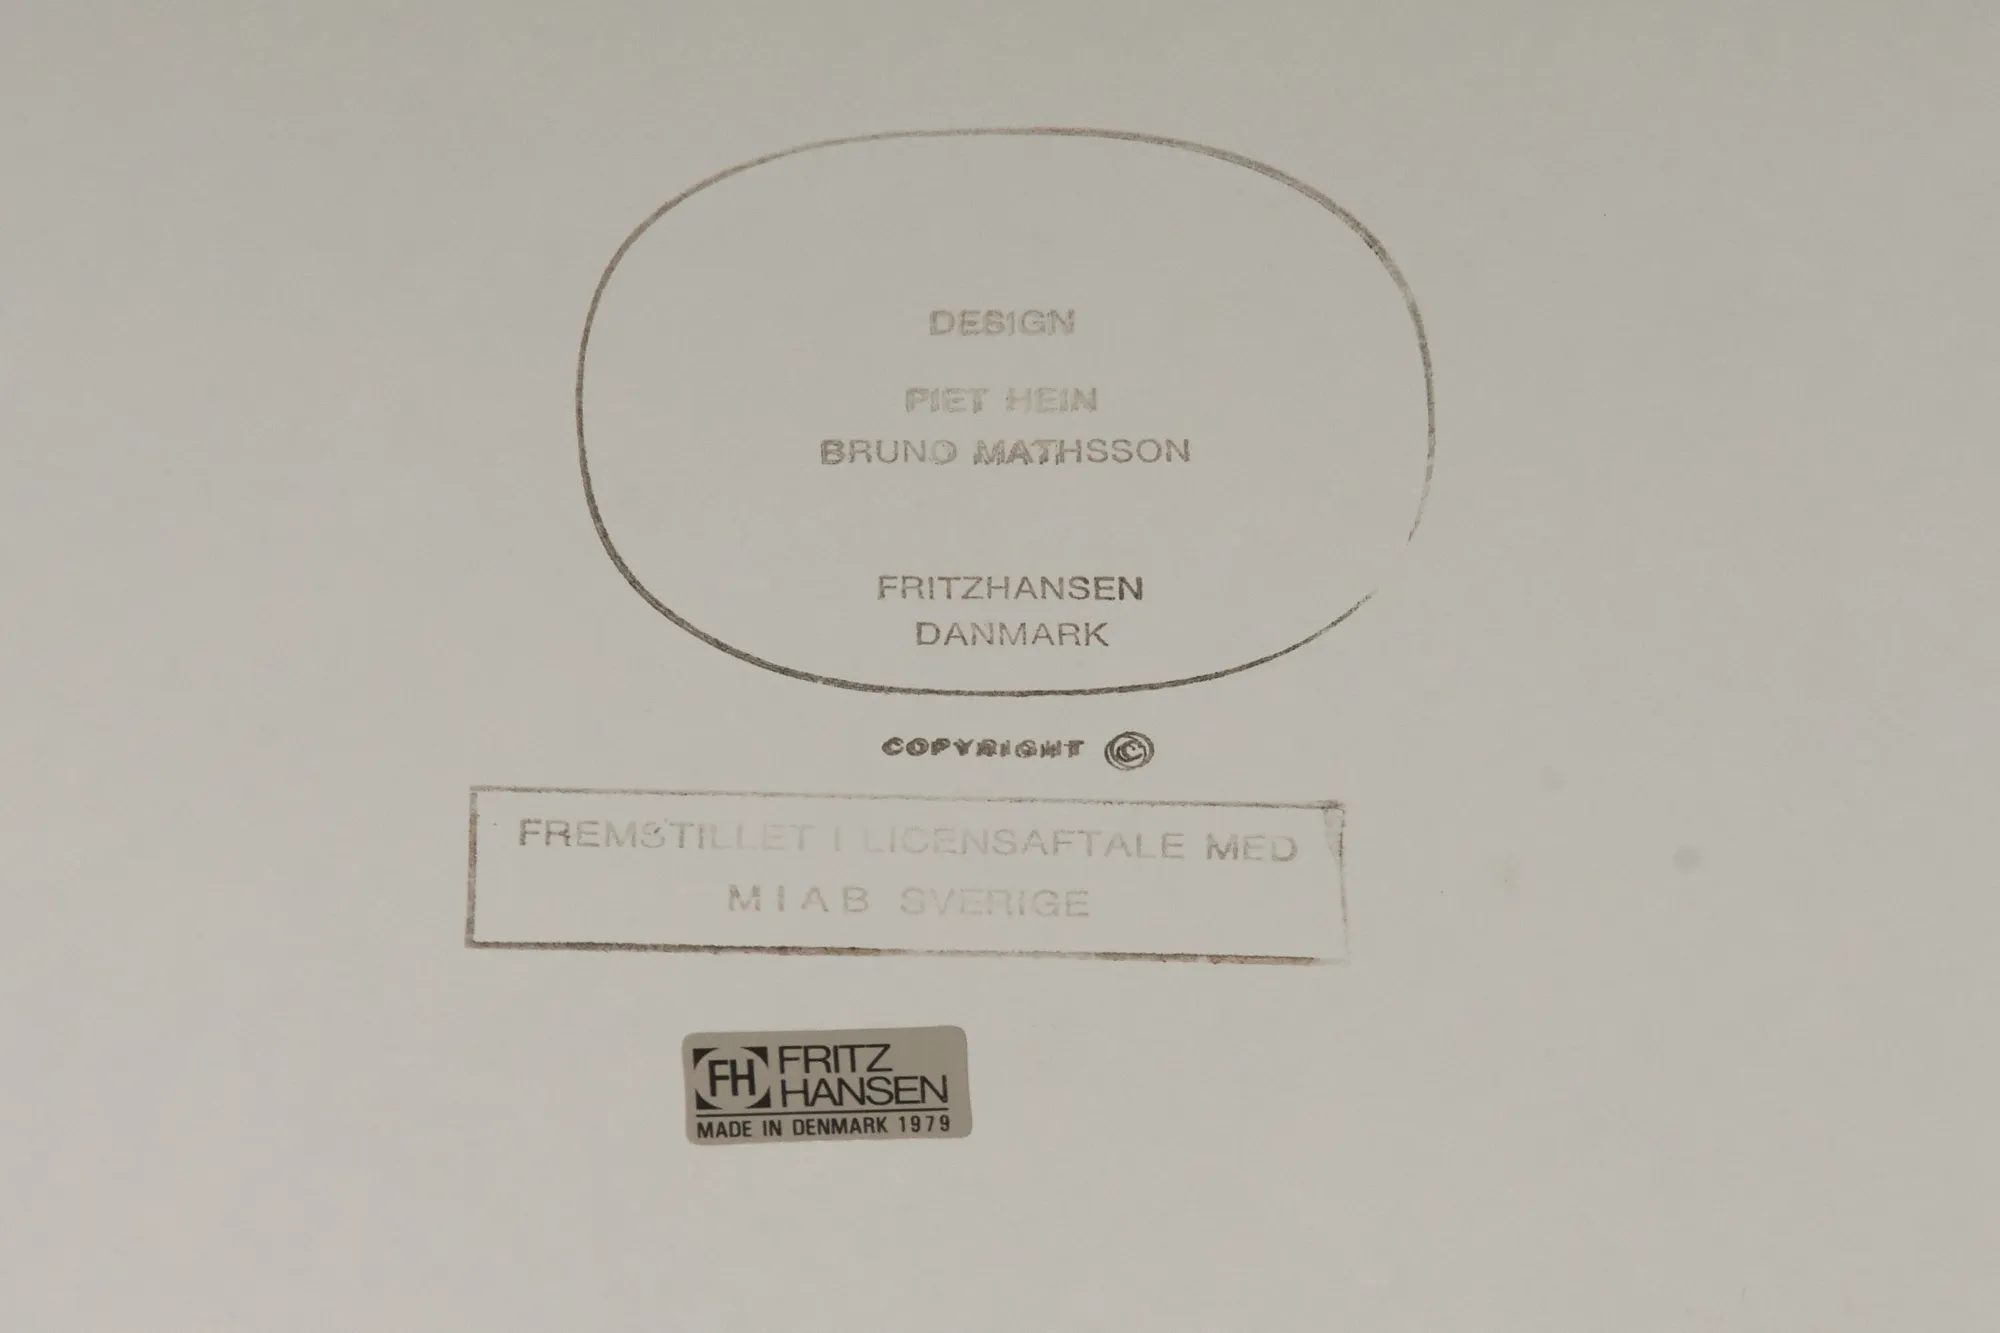 DESIGN
PIET HEIN
BRUNO MATHSSON
FRITZHANSEN
DANMARK
COPYRIGHT ©
FREMSTILLET I LICENSAFTALE MED
MIAB SVERIGE
FH FRITZ
HANSEN
MADE IN DENMARK 1979